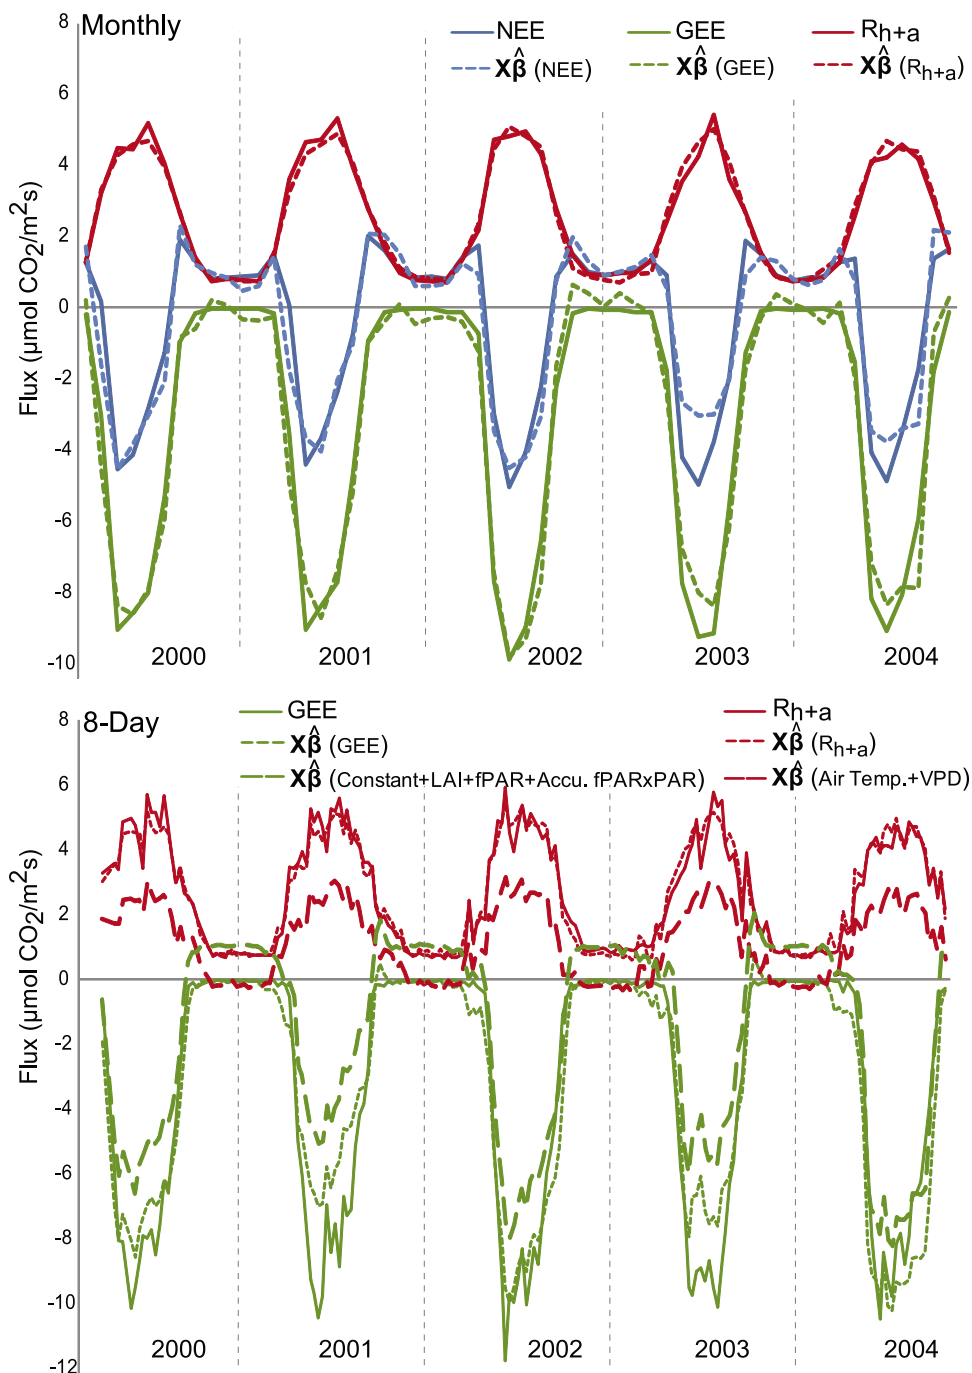 Monthly
NEE GEE Rh+a
Xβ̂ (NEE) Xβ̂ (GEE) Xβ̂ (Rh+a)
8
6
4
2
0
-2
-4
-6
-8
-10
Flux (µmol CO2/m²s)
2000 2001 2002 2003 2004
8-Day
GEE Rh+a
Xβ̂ (GEE) Xβ̂ (Rh+a)
Xβ̂ (Constant+LAI+fPAR+Accu. fPARxPAR) Xβ̂ (Air Temp.+VPD)
8
6
4
2
0
-2
-4
-6
-8
-10
-12
Flux (µmol CO2/m²s)
2000 2001 2002 2003 2004